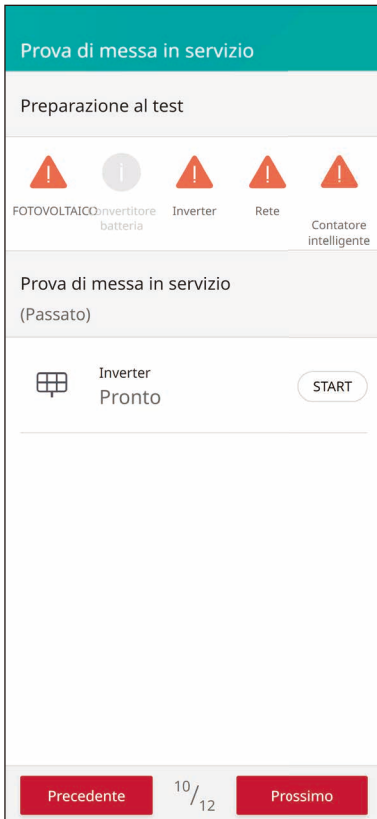 Prova di messa in servizio
Preparazione al test
FOTOVOLTAICO
Convertitore
batteria
Inverter
Rete
Contatore
intelligente
Prova di messa in servizio
(Passato)
Inverter
Pronto
START
Precedente
10/12
Prossimo